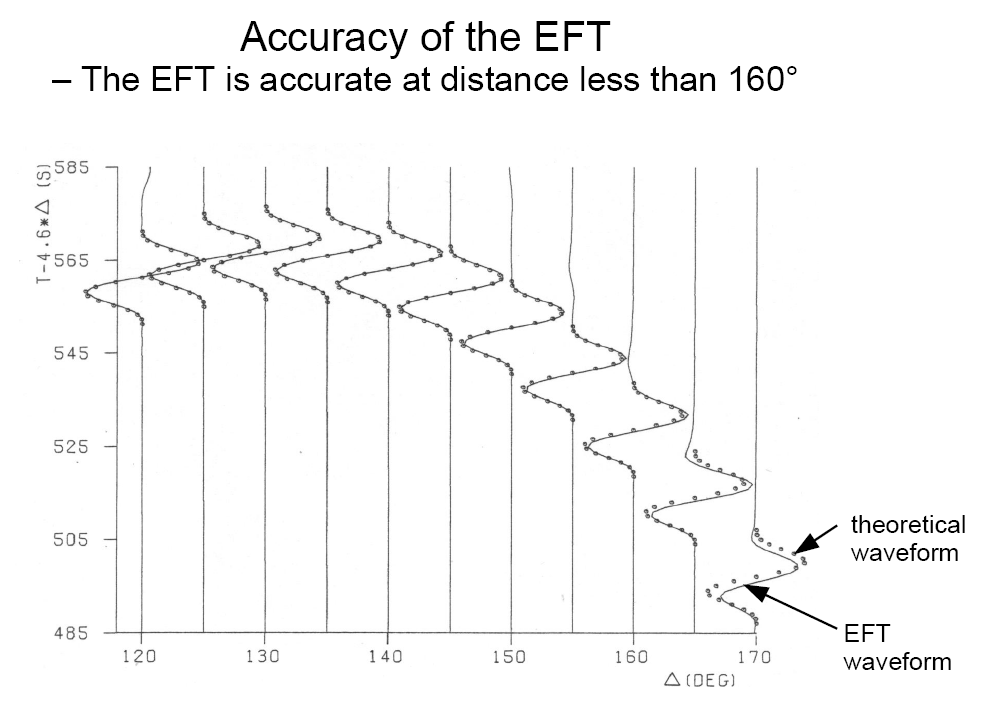 Accuracy of the EFT
– The EFT is accurate at distance less than 160°
T-4.6*Δ (S)
585
565
545
525
505
485
120
130
140
150
160
170
Δ (DEG)
theoretical
waveform
EFT
waveform